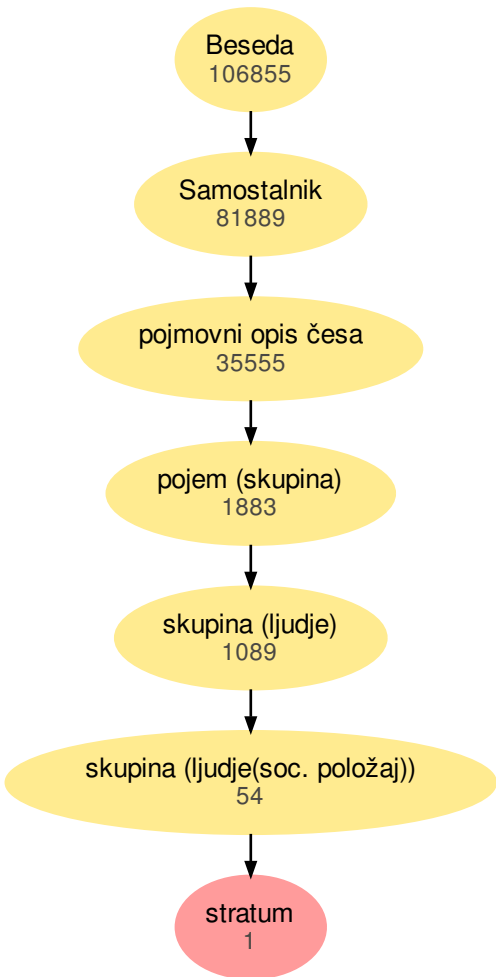 Beseda
106855
Samostalnik
81889
pojmovni opis česa
35555
pojem (skupina)
1883
skupina (ljudje)
1089
skupina (ljudje(soc. položaj))
54
stratum
1